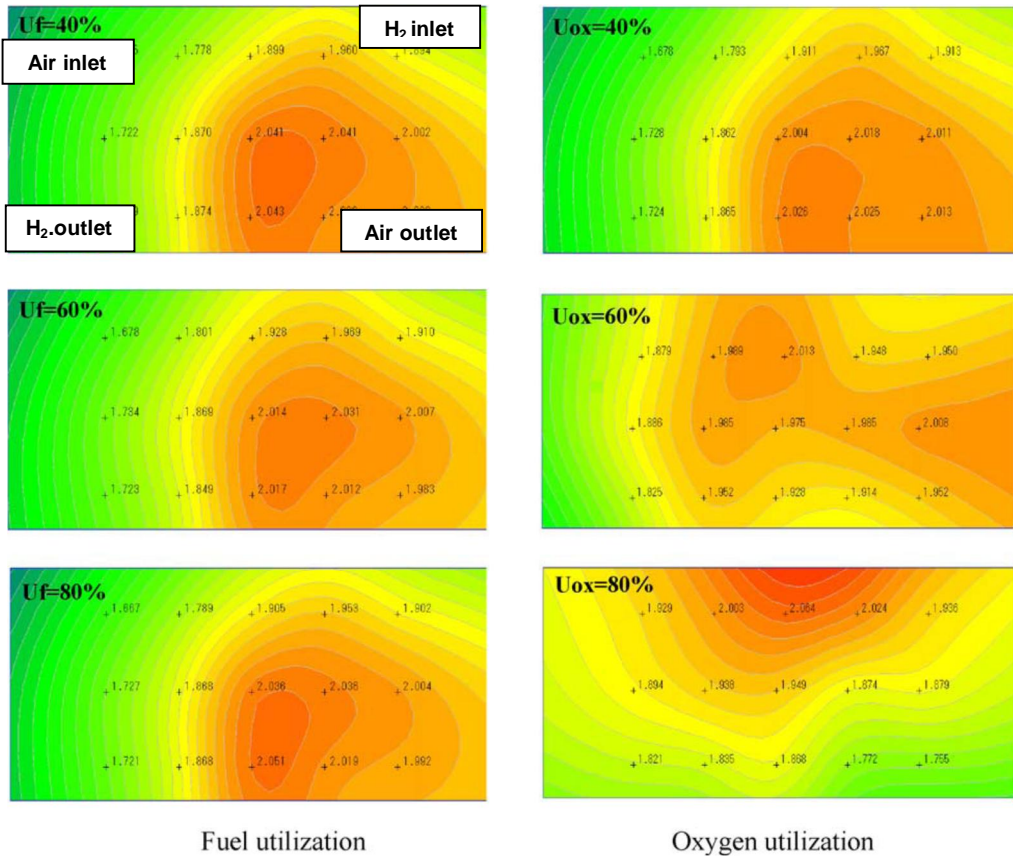 Uf=40%
H₂ inlet
1.778 1.899 1.960
Air inlet
1.722 1.870 2.041 2.041 2.002
H₂.outlet
1.874 2.043
Air outlet
Uox=40%
1.678 1.793 1.911 1.967 1.913
1.728 1.862 2.004 2.018 2.011
1.724 1.865 2.026 2.025 2.013
Uf=60%
1.678 1.801 1.928 1.969 1.910
1.734 1.869 2.014 2.031 2.007
1.723 1.849 2.017 2.012 1.983
Uox=60%
1.879 1.989 2.013 1.948 1.950
1.886 1.985 1.975 1.985 2.008
1.825 1.952 1.928 1.914 1.952
Uf=80%
1.667 1.789 1.905 1.953 1.902
1.727 1.868 2.036 2.036 2.004
1.721 1.868 2.051 2.019 1.992
Uox=80%
1.929 2.003 2.064 2.024 1.936
1.894 1.938 1.949 1.874 1.879
1.821 1.835 1.868 1.772 1.755
Fuel utilization
Oxygen utilization